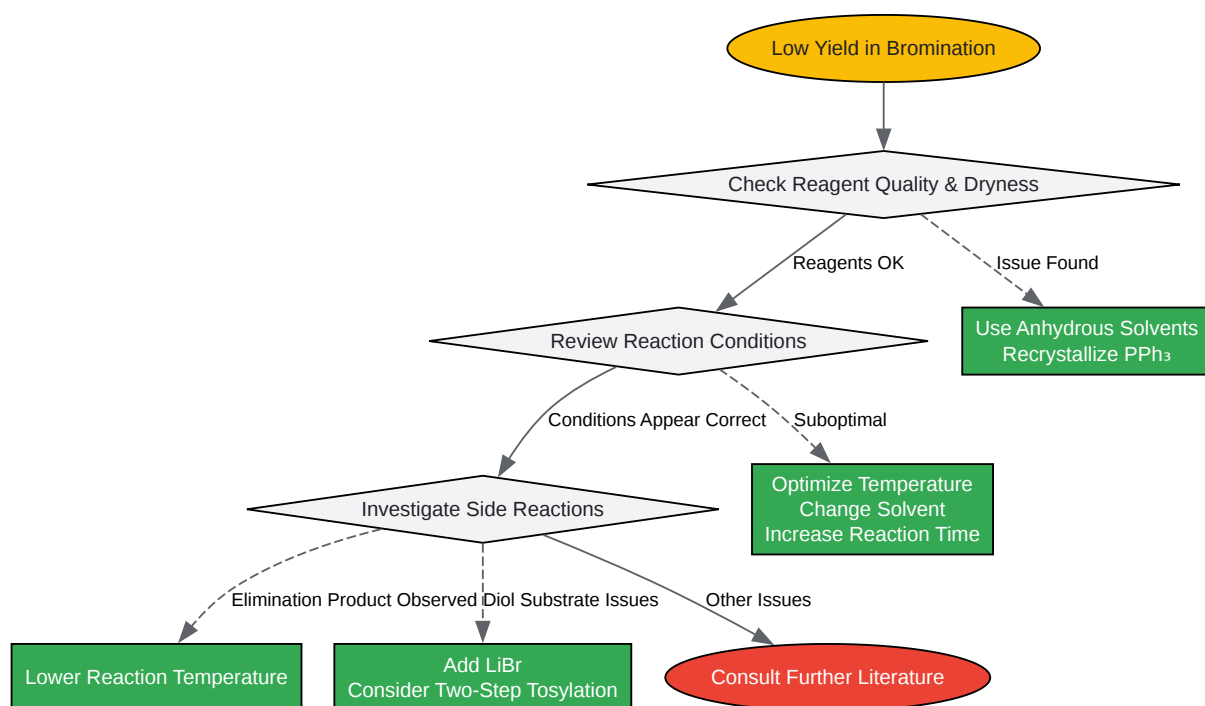 Low Yield in Bromination
Check Reagent Quality & Dryness
Reagents OK
Issue Found
Use Anhydrous Solvents
Recrystallize PPh₃
Review Reaction Conditions
Conditions Appear Correct
Suboptimal
Optimize Temperature
Change Solvent
Increase Reaction Time
Investigate Side Reactions
Elimination Product Observed
Diol Substrate Issues
Other Issues
Lower Reaction Temperature
Add LiBr
Consider Two-Step Tosylation
Consult Further Literature